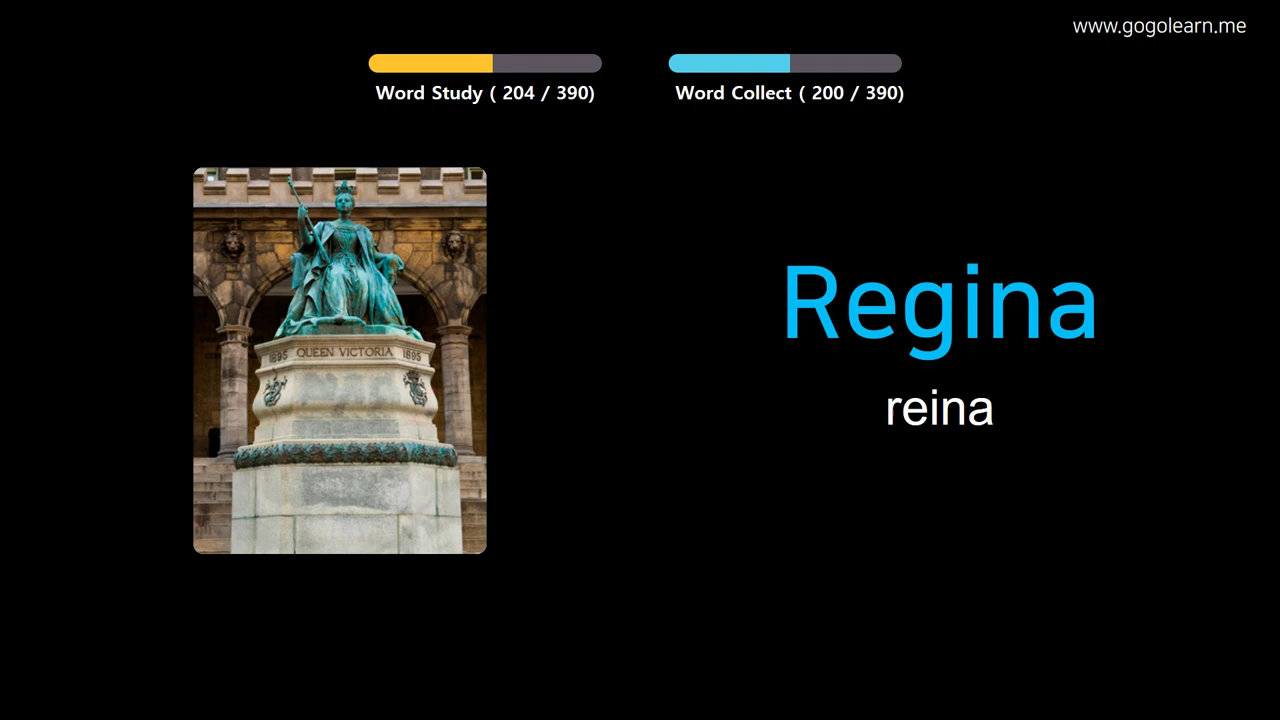 www.gogolearn.me
Word Study ( 204 / 390)
Word Collect ( 200 / 390)
1895 QUEEN VICTORIA 1895
Regina
reina